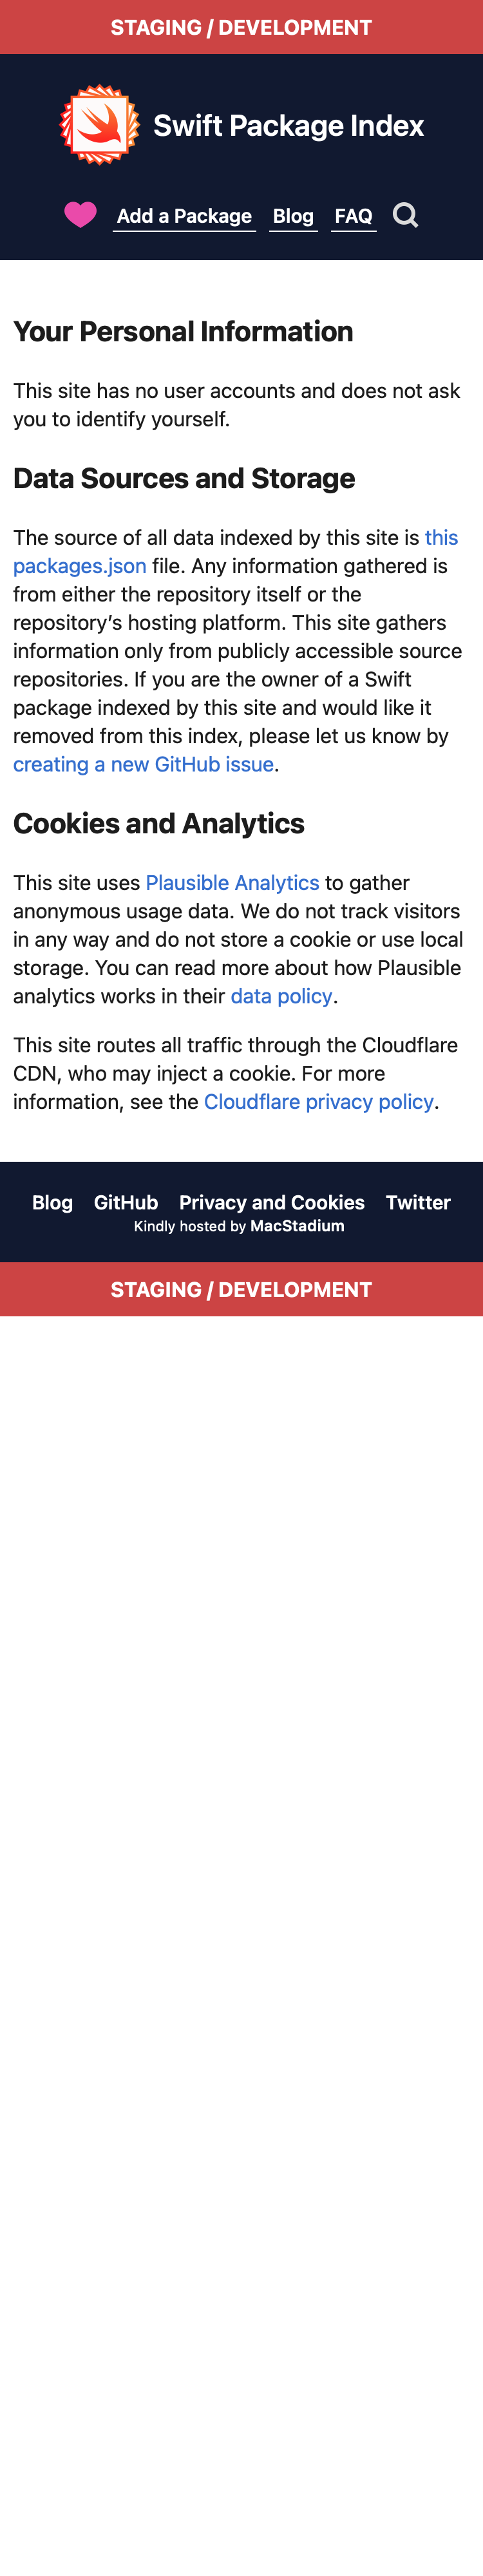 STAGING / DEVELOPMENT
Swift Package Index
Add a Package Blog FAQ
Your Personal Information
This site has no user accounts and does not ask
you to identify yourself.
Data Sources and Storage
The source of all data indexed by this site is this
packages.json file. Any information gathered is
from either the repository itself or the
repository’s hosting platform. This site gathers
information only from publicly accessible source
repositories. If you are the owner of a Swift
package indexed by this site and would like it
removed from this index, please let us know by
creating a new GitHub issue.
Cookies and Analytics
This site uses Plausible Analytics to gather
anonymous usage data. We do not track visitors
in any way and do not store a cookie or use local
storage. You can read more about how Plausible
analytics works in their data policy.
This site routes all traffic through the Cloudflare
CDN, who may inject a cookie. For more
information, see the Cloudflare privacy policy.
Blog GitHub Privacy and Cookies Twitter
Kindly hosted by MacStadium
STAGING / DEVELOPMENT